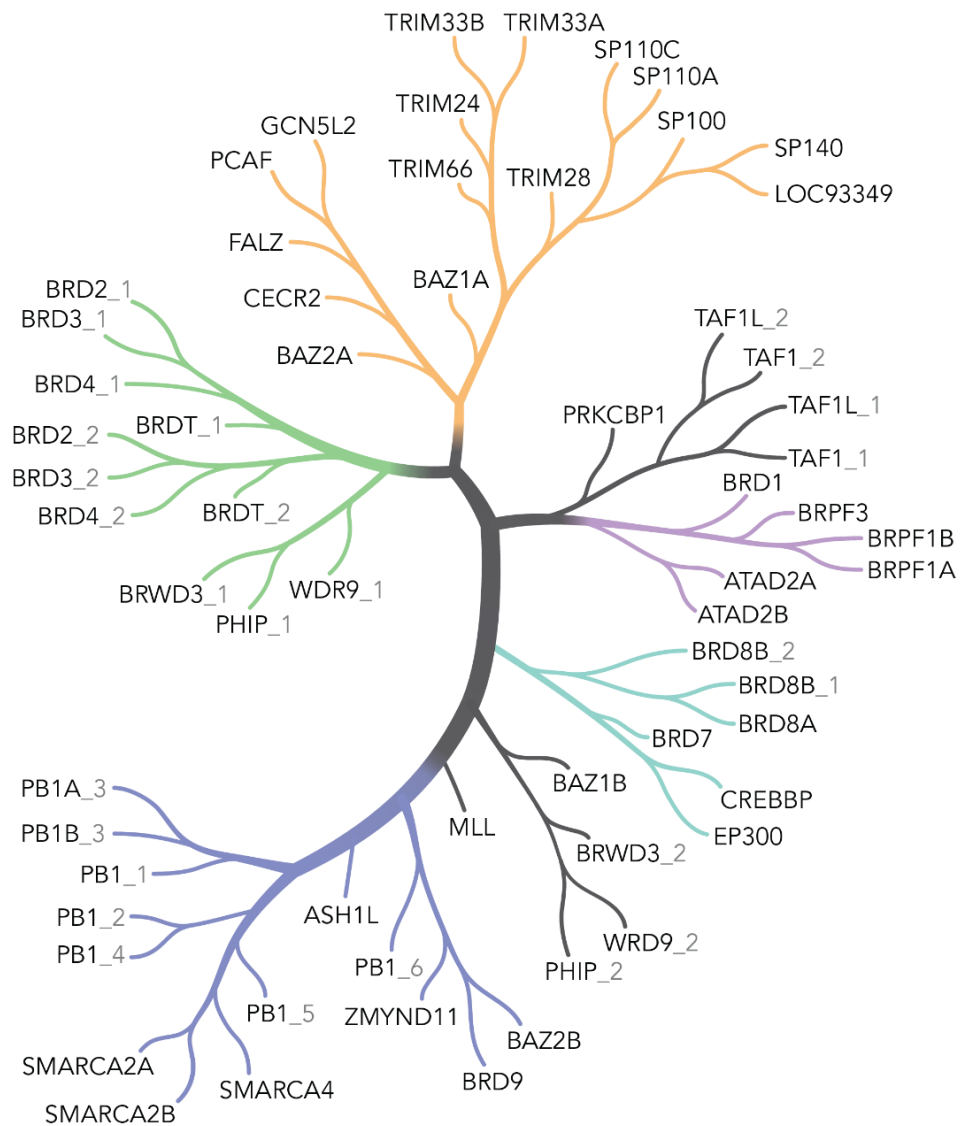 TRIM33B
TRIM33A
SP110C
SP110A
TRIM24
SP100
GCN5L2
SP140
PCAF
TRIM66
TRIM28
LOC93349
FALZ
BAZ1A
BRD2_1
CECR2
BRD3_1
TAF1L_2
BAZ2A
TAF1_2
BRD4_1
TAF1L_1
PRKCBP1
BRDT_1
BRD2_2
TAF1_1
BRD3_2
BRD1
BRD4_2
BRDT_2
BRPF3
BRPF1B
BRPF1A
ATAD2A
WDR9_1
BRWD3_1
ATAD2B
PHIP_1
BRD8B_2
BRD8B_1
BRD8A
BRD7
BAZ1B
PB1A_3
CREBBP
MLL
PB1B_3
EP300
BRWD3_2
PB1_1
ASH1L
PB1_2
WRD9_2
PB1_4
PB1_6
PHIP_2
PB1_5
ZMYND11
BAZ2B
SMARCA2A
BRD9
SMARCA4
SMARCA2B